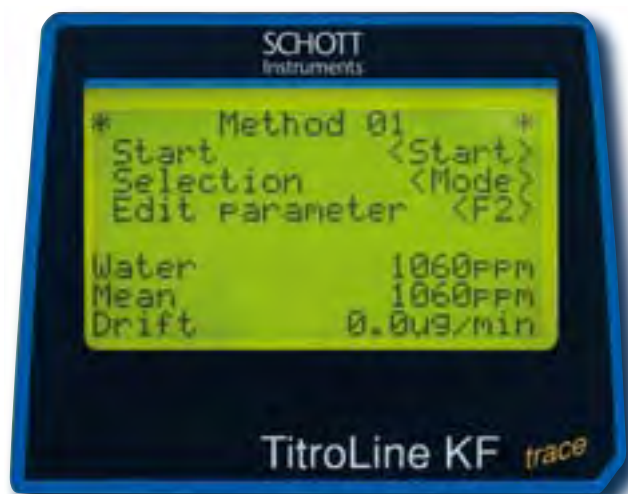 SCHOTT
Instruments
* Method 01 *
Start <Start>
Selection <Mode>
Edit parameter <F2>
Water 1060ppm
Mean 1060ppm
Drift 0.0ug/min
TitroLine KF trace